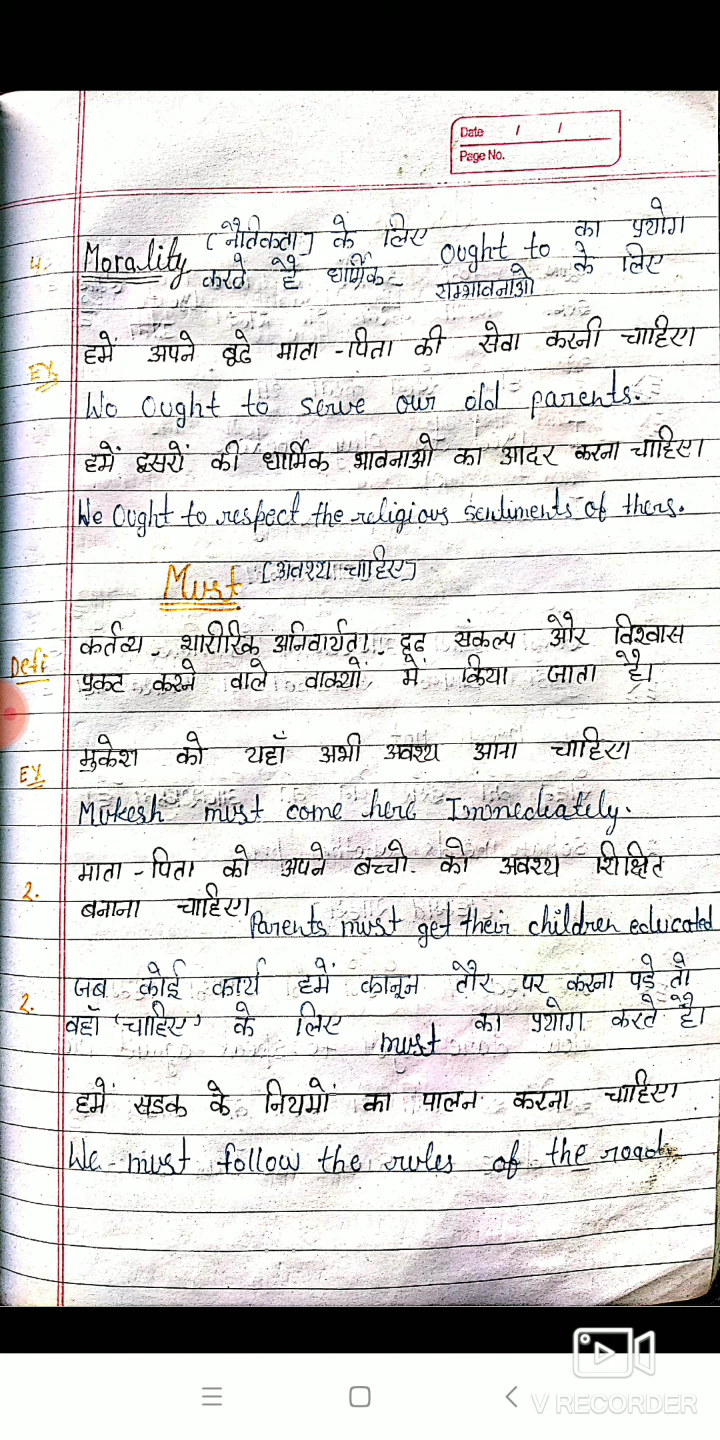 Date / /
Page No.
4. Morality [नैतिकता] के लिए ought to का प्रयोग
करते है धार्मिक - सम्भावनाओ के लिए
हमें अपने बूढे माता - पिता की सेवा करनी चाहिए।
Ex.
We Ought to serve our old parents.
हमें दूसरों की धार्मिक भावनाओ का आदर करना चाहिए।
We Ought to respect the religious sentiments of thers.
Must [अवश्य चाहिए]
Defi कर्तव्य - शारीरिक अनिवार्यता - दृढ संकल्प और विश्वास
प्रकट करने वाले वाक्यों में किया जाता है।
Ex मुकेश को यहाँ अभी अवश्य आना चाहिए।
Mukesh must come here Immediately.
2. माता - पिता को अपने बच्चो को अवश्य शिक्षित
बनाना चाहिए। Parents must get their children educated
2. जब कोई कार्य हमें कानून तौर पर करना पड़े तो
वहाँ 'चाहिए' के लिए must का प्रयोग करते है।
हमें सडक के नियमों का पालन करना चाहिए।
We must follow the rules of the road
V RECORDER